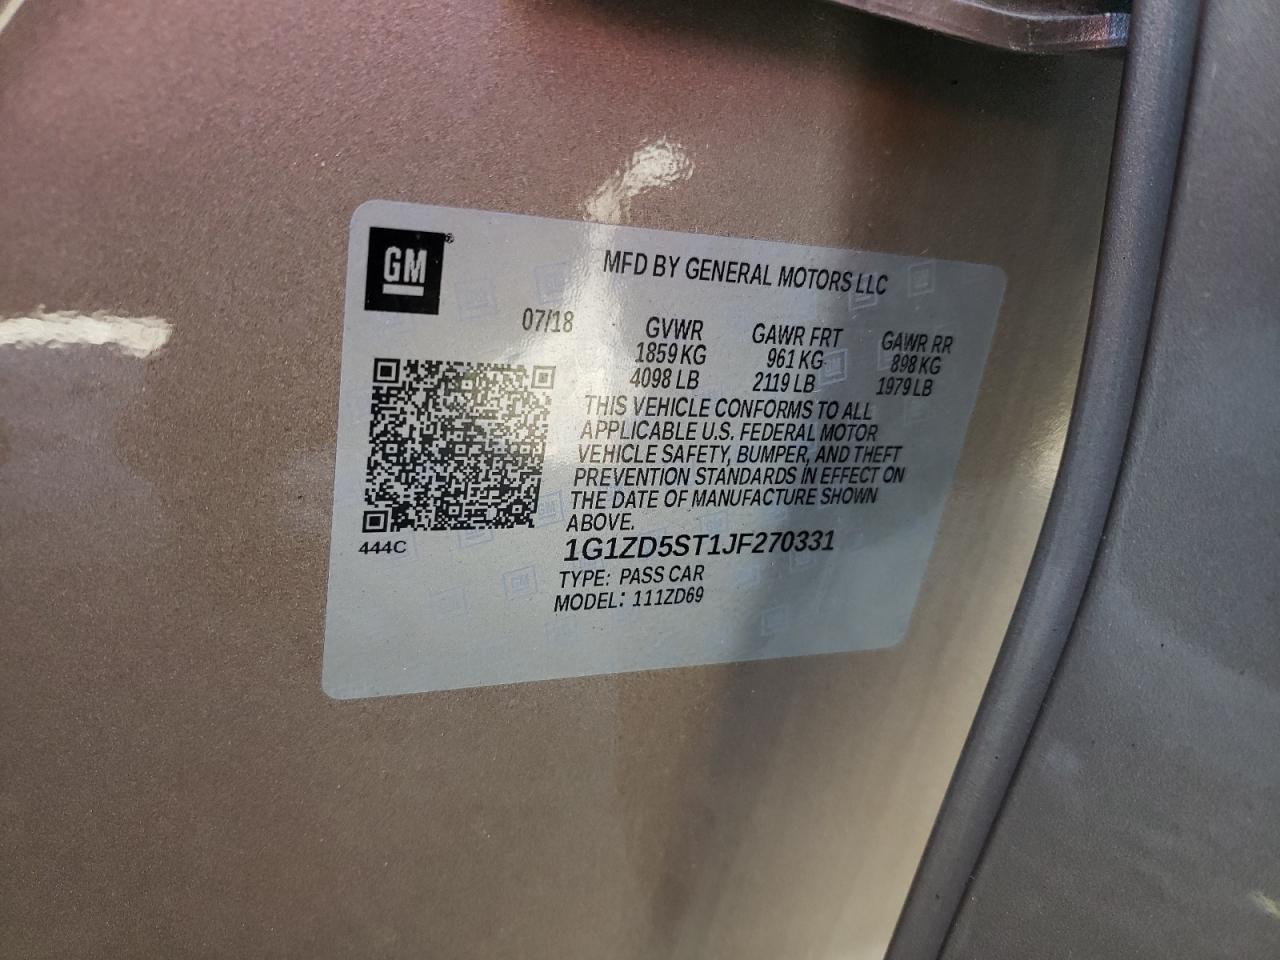 GM®
MFD BY GENERAL MOTORS LLC
07/18 GVWR GAWR FRT GAWR RR
1859 KG 961 KG 898 KG
4098 LB 2119 LB 1979 LB
THIS VEHICLE CONFORMS TO ALL
APPLICABLE U.S. FEDERAL MOTOR
VEHICLE SAFETY, BUMPER, AND THEFT
PREVENTION STANDARDS IN EFFECT ON
THE DATE OF MANUFACTURE SHOWN
ABOVE.
444C
1G1ZD5ST1JF270331
TYPE: PASS CAR
MODEL: 111ZD69